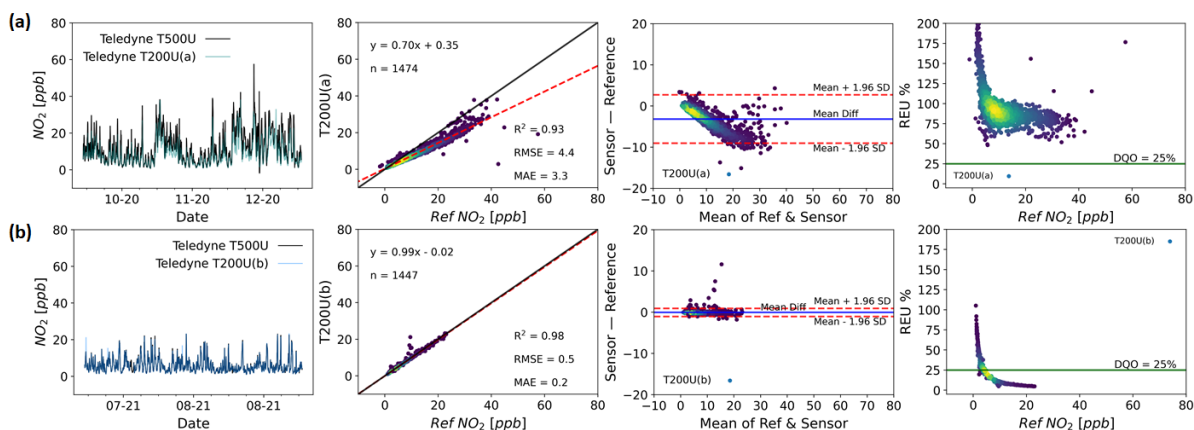 (a)
NO₂ [ppb]
80
60
40
20
0
Teledyne T500U
Teledyne T200U(a)
10-20
12-20
12-20
Date
T200U(a)
80
60
40
20
0
y = 0.70x + 0.35
n = 1474
R² = 0.93
RMSE = 4.4
MAE = 3.3
0
20
40
60
80
Ref NO₂ [ppb]
Sensor — Reference
20
10
0
−10
−20
Mean + 1.96 SD
Mean Diff
Mean - 1.96 SD
T200U(a)
−10 0 10 20 30 40 50 60 70 80
Mean of Ref & Sensor
REU %
200
175
150
125
100
75
50
25
0
DQO = 25%
T200U(a)
0
20
40
60
80
Ref NO₂ [ppb]
(b)
NO₂ [ppb]
80
60
40
20
0
Teledyne T500U
Teledyne T200U(b)
07-21
08-21
08-21
Date
T200U(b)
80
60
40
20
0
y = 0.99x - 0.02
n = 1447
R² = 0.98
RMSE = 0.5
MAE = 0.2
0
20
40
60
80
Ref NO₂ [ppb]
Sensor — Reference
20
10
0
−10
−20
Mean + 1.96 SD
Mean Diff
Mean - 1.96 SD
T200U(b)
−10 0 10 20 30 40 50 60 70 80
Mean of Ref & Sensor
REU %
200
175
150
125
100
75
50
25
0
T200U(b)
DQO = 25%
0
20
40
60
80
Ref NO₂ [ppb]